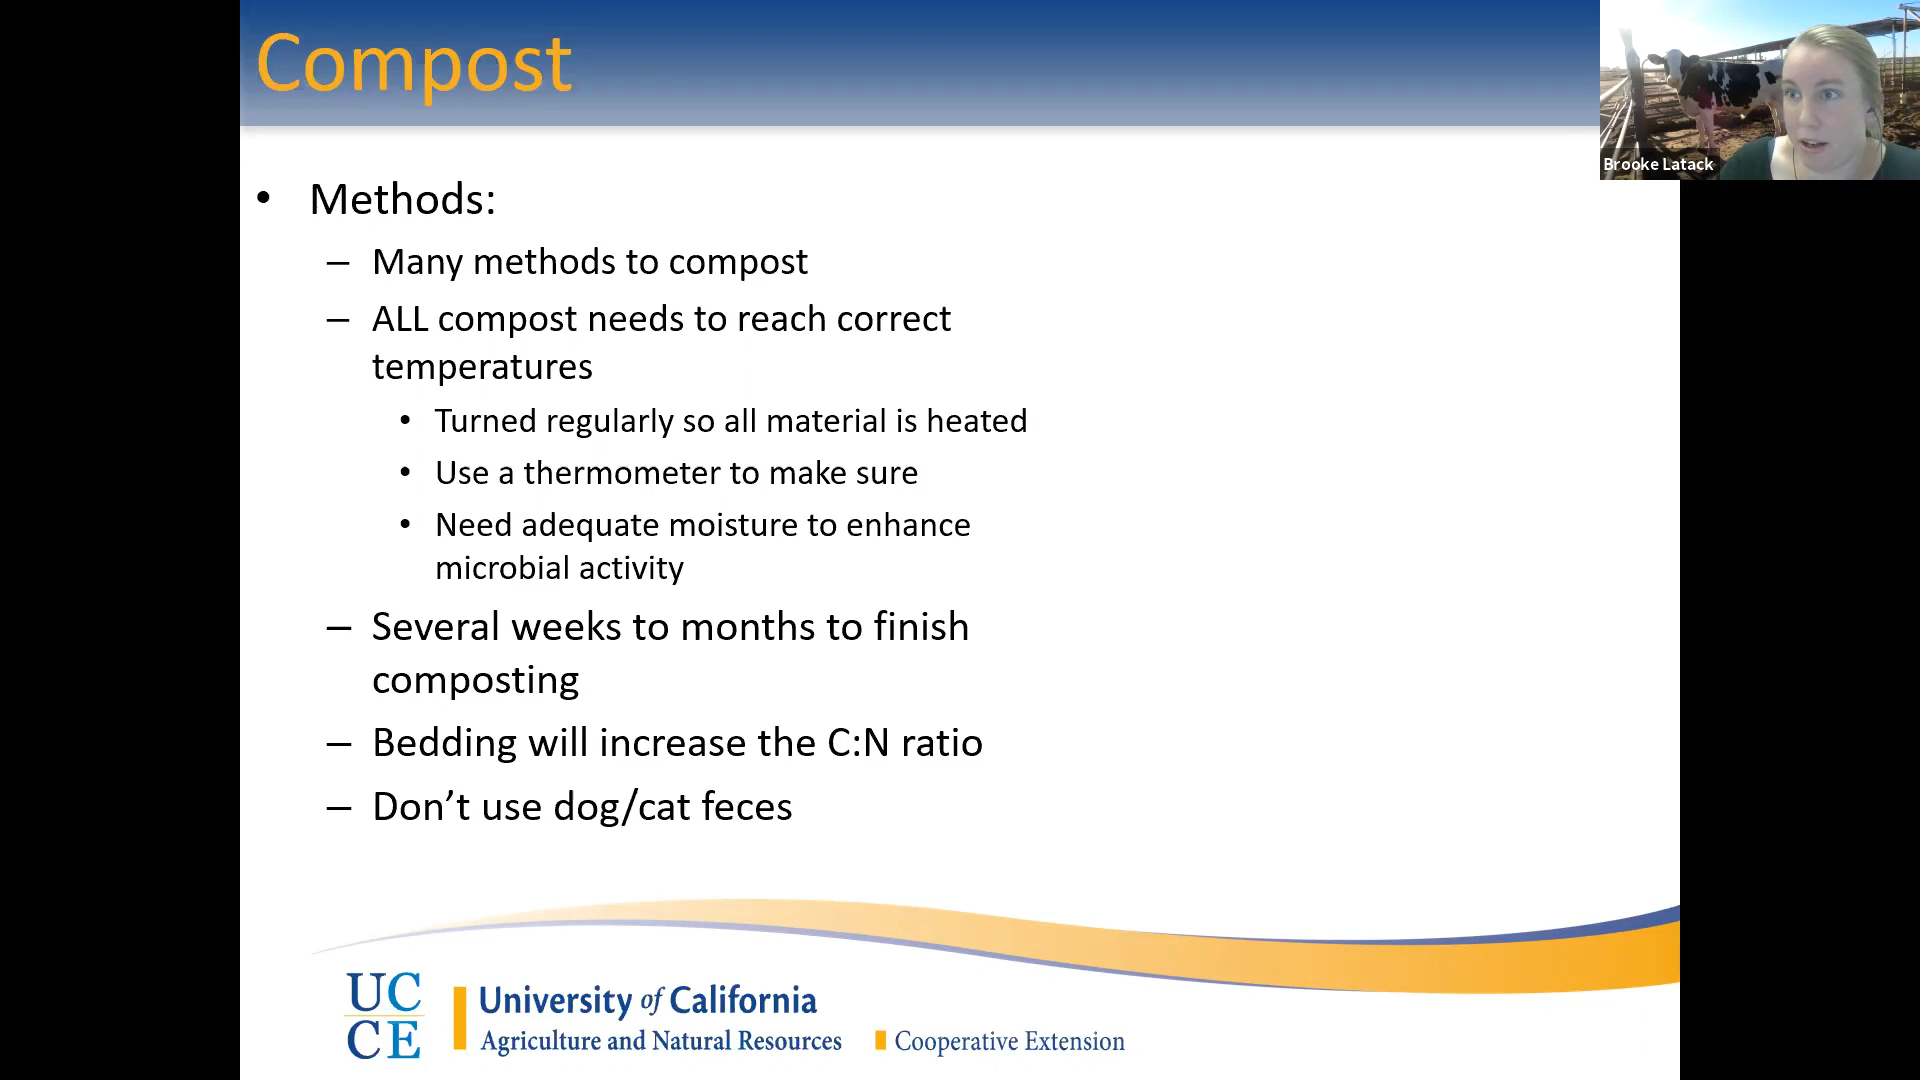 Compost
Brooke Latack
• Methods:
– Many methods to compost
– ALL compost needs to reach correct
temperatures
• Turned regularly so all material is heated
• Use a thermometer to make sure
• Need adequate moisture to enhance
microbial activity
– Several weeks to months to finish
composting
– Bedding will increase the C:N ratio
– Don’t use dog/cat feces
UC
CE
University of California
Agriculture and Natural Resources
Cooperative Extension